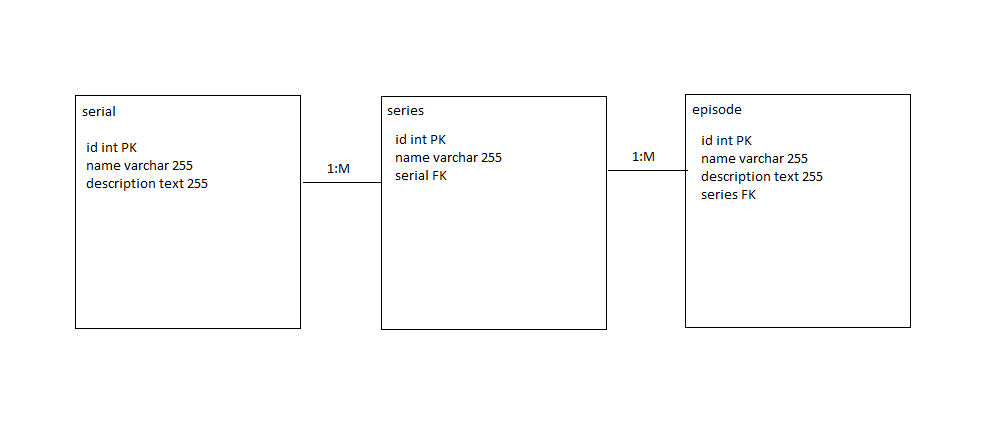 serial
id int PK
name varchar 255
description text 255
1:M
series
id int PK
name varchar 255
serial FK
1:M
episode
id int PK
name varchar 255
description text 255
series FK